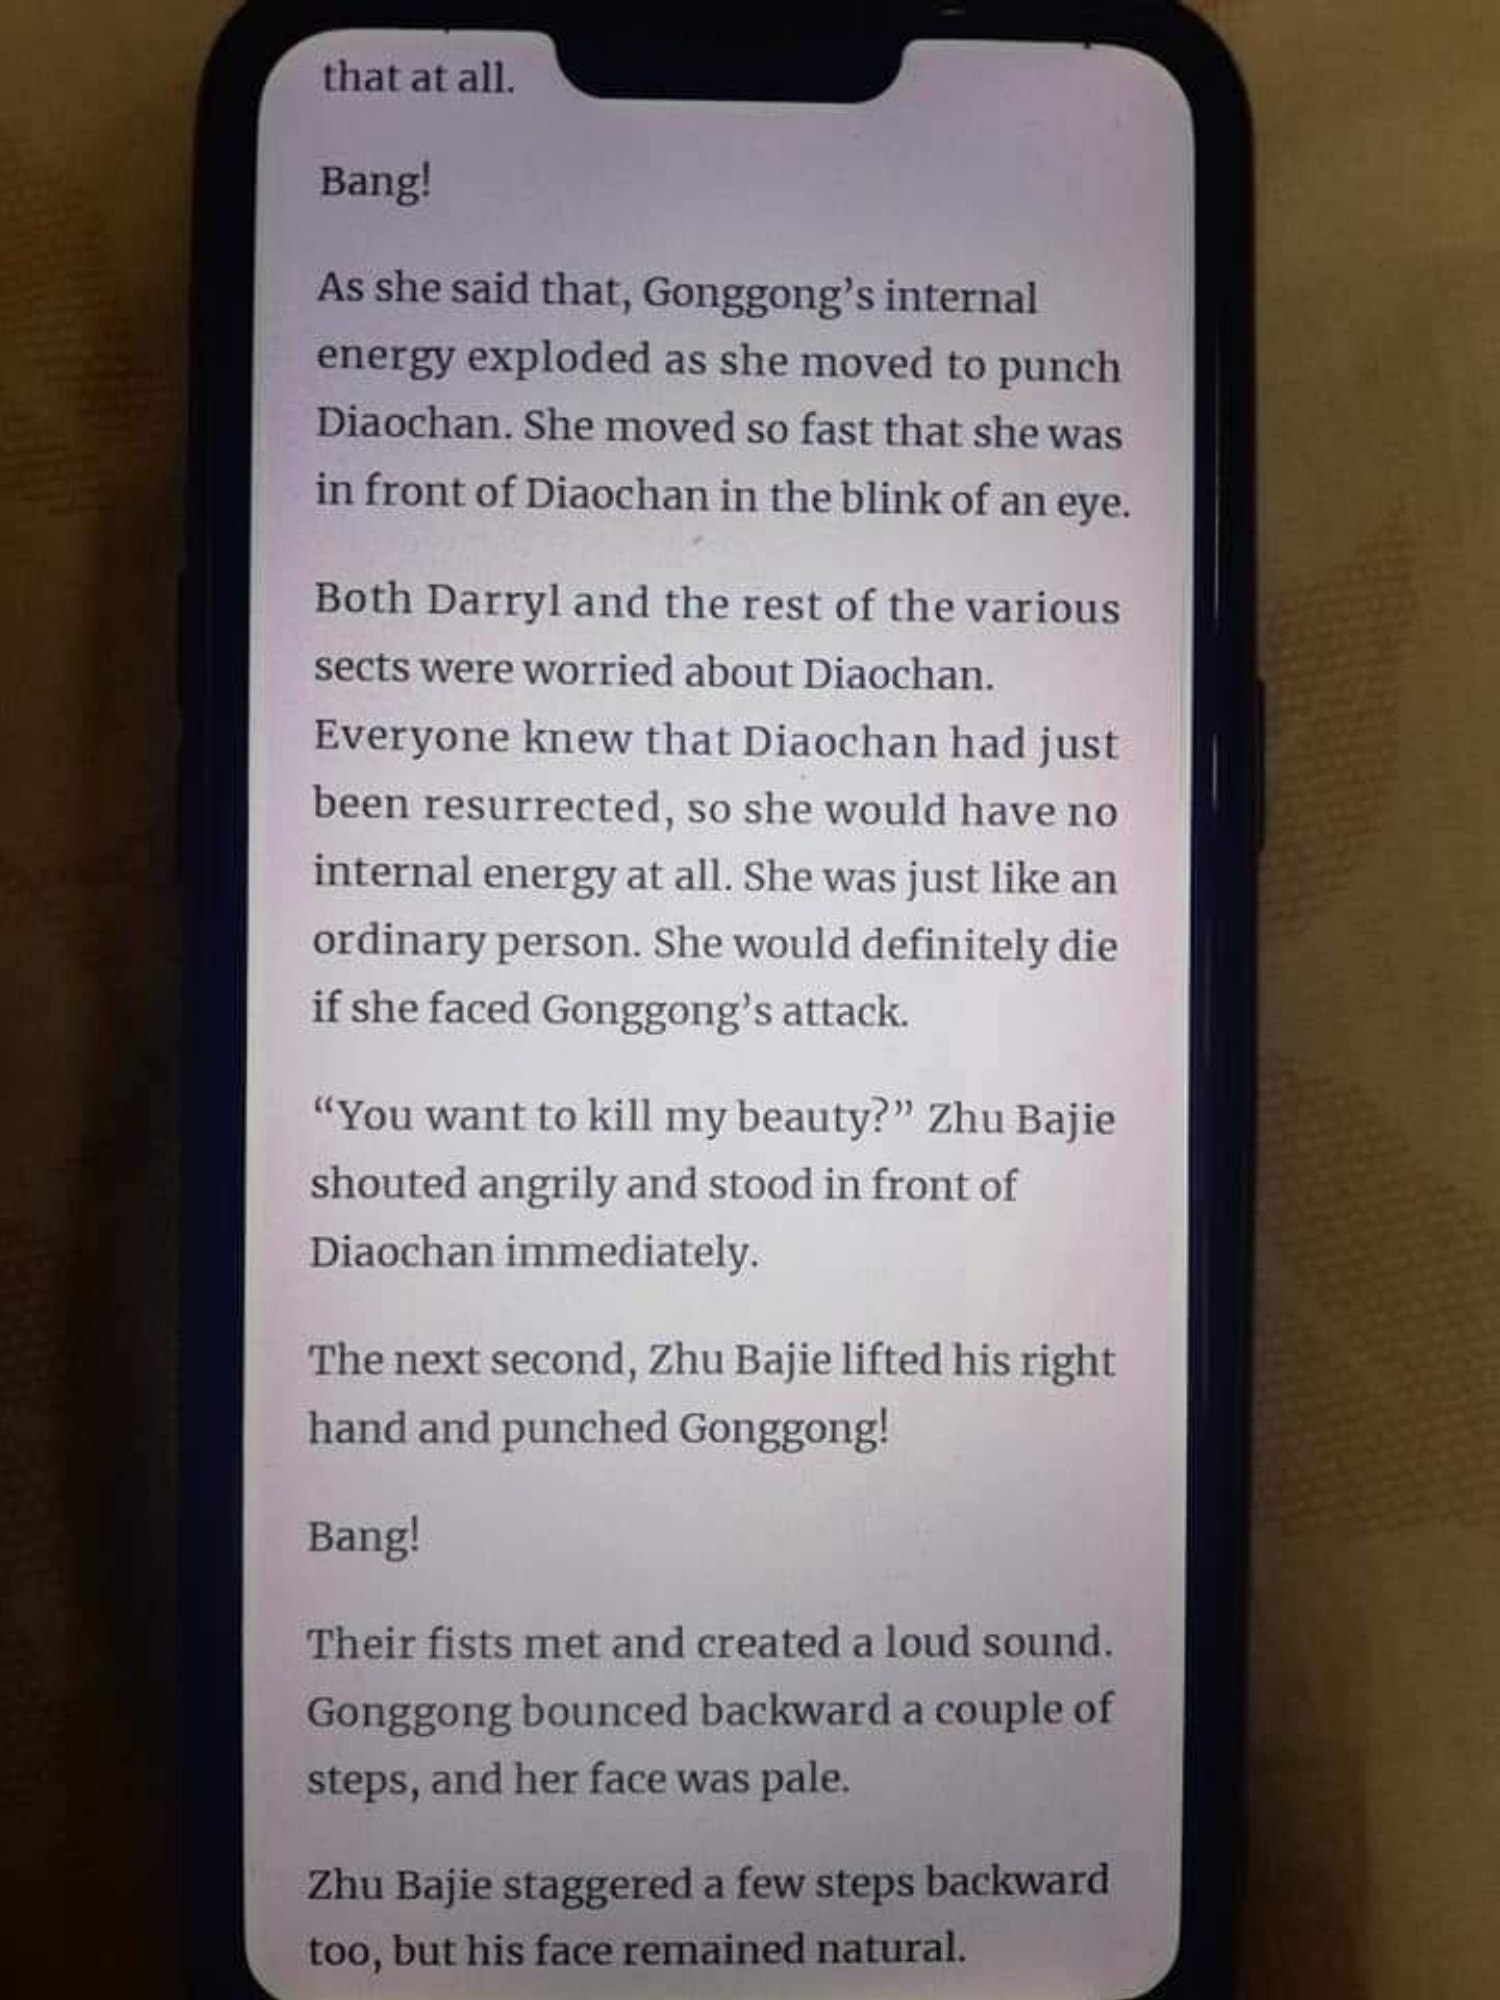 that at all.
Bang!
As she said that, Gonggong’s internal
energy exploded as she moved to punch
Diaochan. She moved so fast that she was
in front of Diaochan in the blink of an eye.
Both Darryl and the rest of the various
sects were worried about Diaochan.
Everyone knew that Diaochan had just
been resurrected, so she would have no
internal energy at all. She was just like an
ordinary person. She would definitely die
if she faced Gonggong’s attack.
“You want to kill my beauty?” Zhu Bajie
shouted angrily and stood in front of
Diaochan immediately.
The next second, Zhu Bajie lifted his right
hand and punched Gonggong!
Bang!
Their fists met and created a loud sound.
Gonggong bounced backward a couple of
steps, and her face was pale.
Zhu Bajie staggered a few steps backward
too, but his face remained natural.